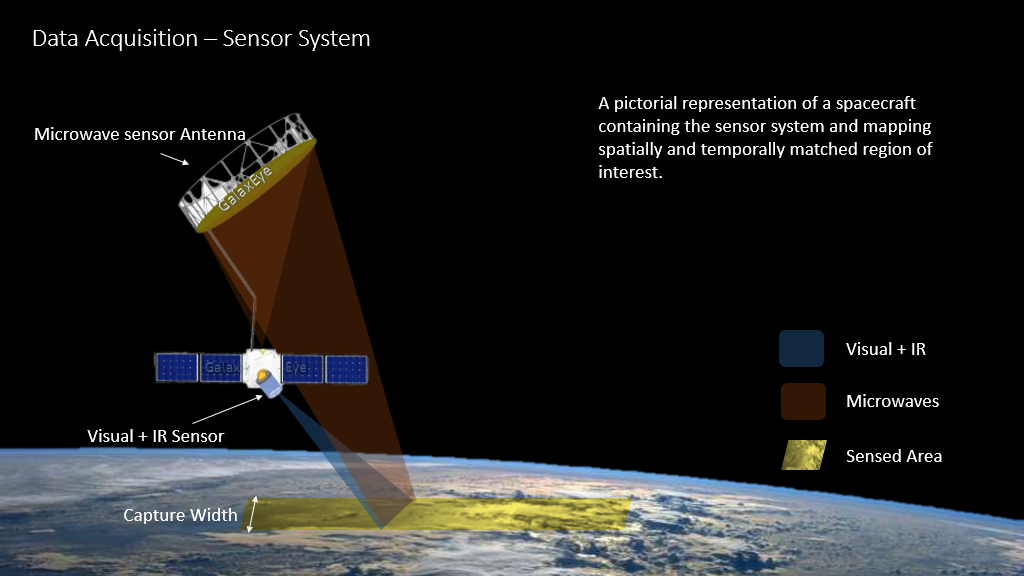 Data Acquisition – Sensor System
A pictorial representation of a spacecraft
containing the sensor system and mapping
spatially and temporally matched region of
interest.
Microwave sensor Antenna
GalaxEye
Galax Eye
Visual + IR Sensor
Capture Width
Visual + IR
Microwaves
Sensed Area